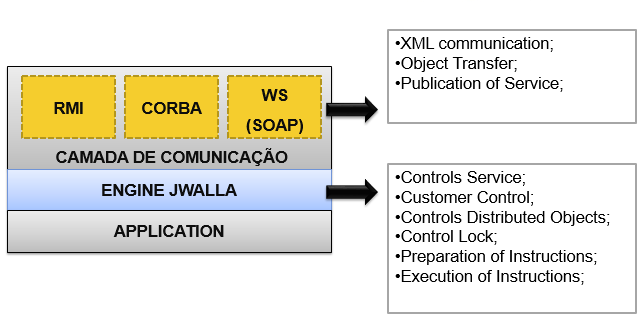 RMI
CORBA
WS
(SOAP)
CAMADA DE COMUNICAÇÃO
ENGINE JWALLA
APPLICATION
•XML communication;
•Object Transfer;
•Publication of Service;
•Controls Service;
•Customer Control;
•Controls Distributed Objects;
•Control Lock;
•Preparation of Instructions;
•Execution of Instructions;